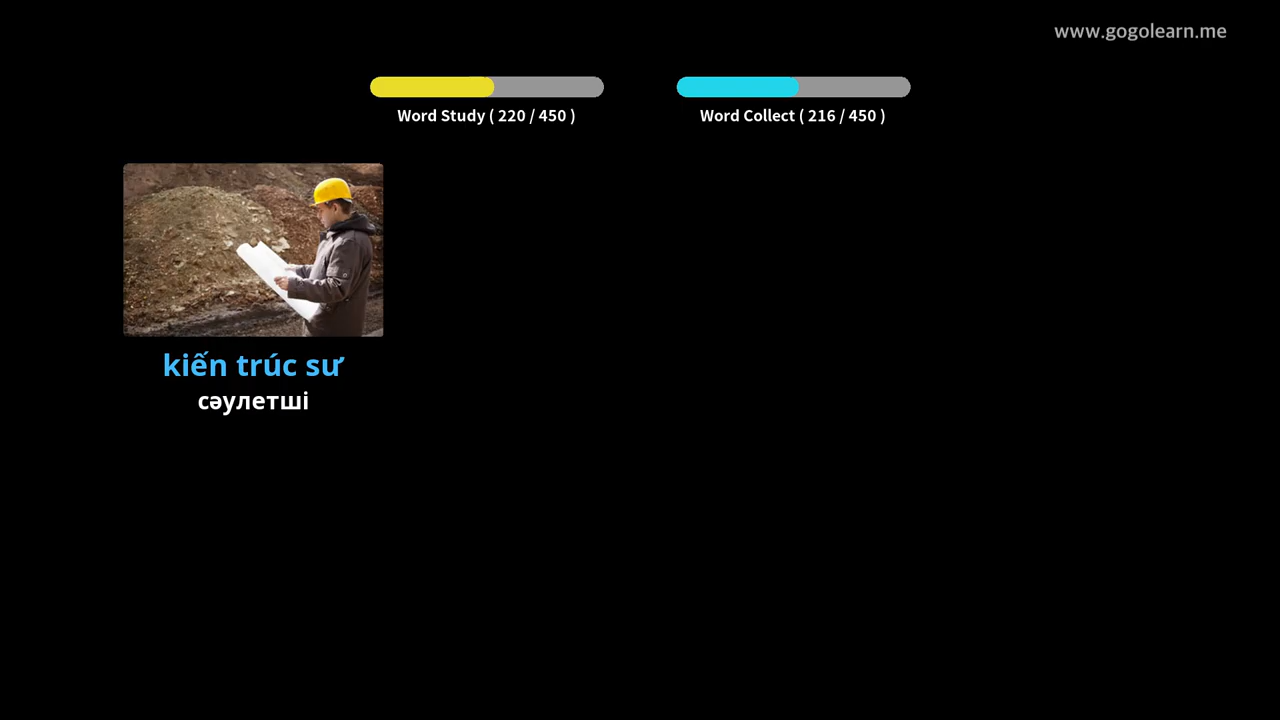 www.gogolearn.me
Word Study ( 220 / 450 )
Word Collect ( 216 / 450 )
kiến trúc sư
сәулетші